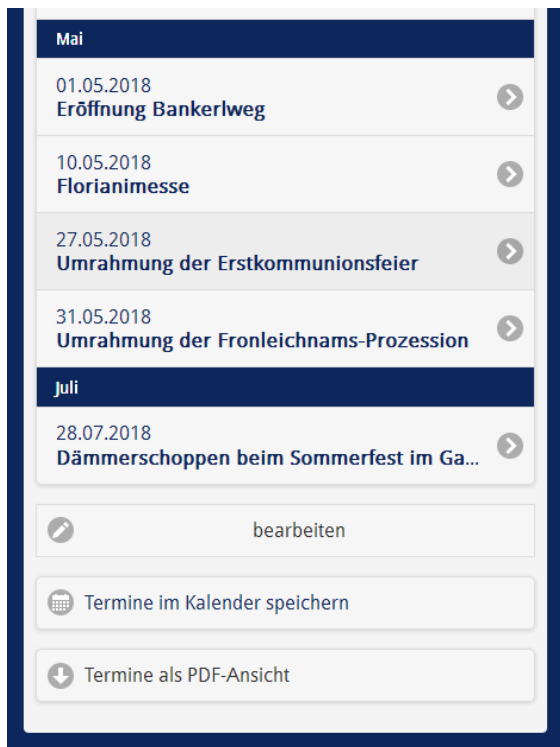 Mai
01.05.2018
Eröffnung Bankerlweg
10.05.2018
Florianimesse
27.05.2018
Umrahmung der Erstkommunionsfeier
31.05.2018
Umrahmung der Fronleichnams-Prozession
Juli
28.07.2018
Dämmerschoppen beim Sommerfest im Ga...
bearbeiten
Termine im Kalender speichern
Termine als PDF-Ansicht